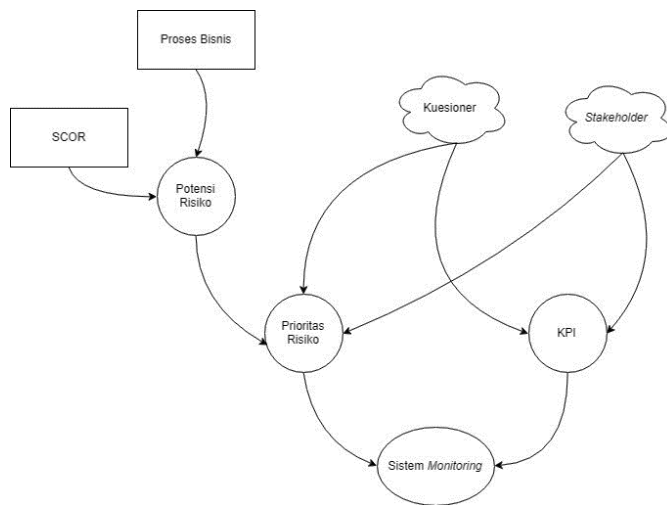 Proses Bisnis
SCOR
Kuesioner
Stakeholder
Potensi
Risiko
Prioritas
Risiko
KPI
Sistem Monitoring